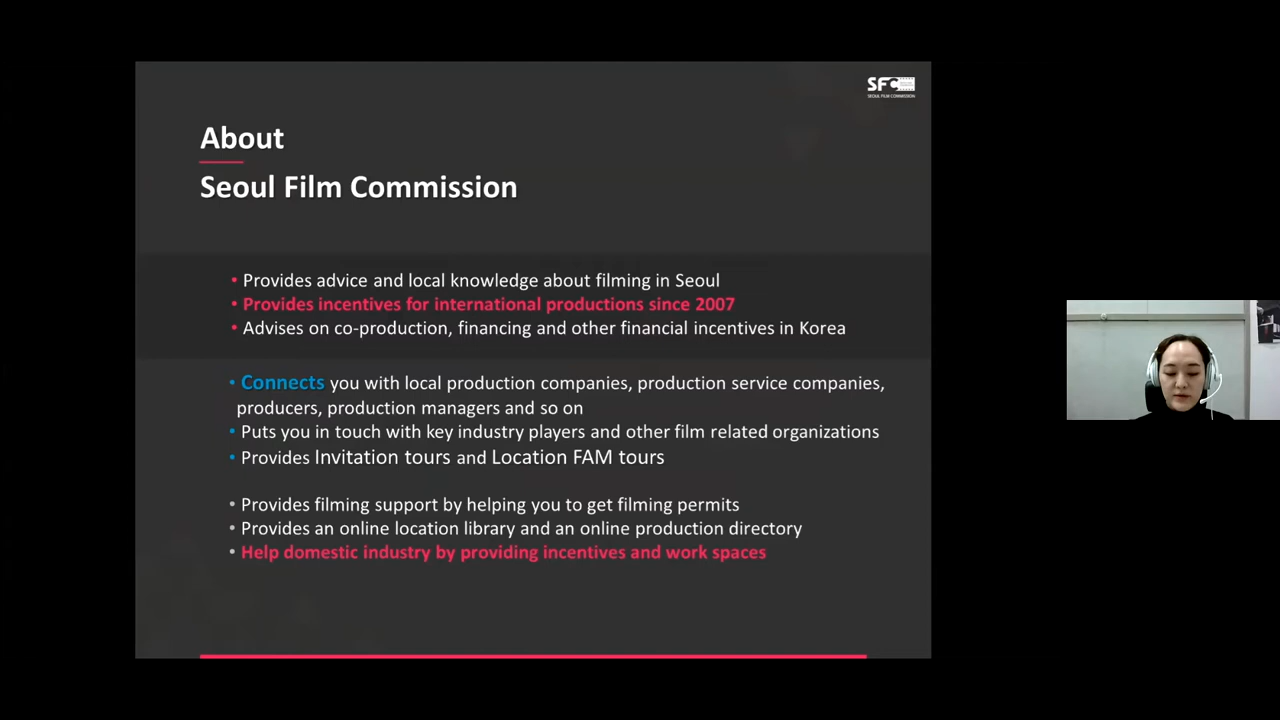 SFC
SEOUL FILM COMMISSION
About
Seoul Film Commission
• Provides advice and local knowledge about filming in Seoul
• Provides incentives for international productions since 2007
• Advises on co-production, financing and other financial incentives in Korea
• Connects you with local production companies, production service companies,
producers, production managers and so on
• Puts you in touch with key industry players and other film related organizations
• Provides Invitation tours and Location FAM tours
• Provides filming support by helping you to get filming permits
• Provides an online location library and an online production directory
• Help domestic industry by providing incentives and work spaces